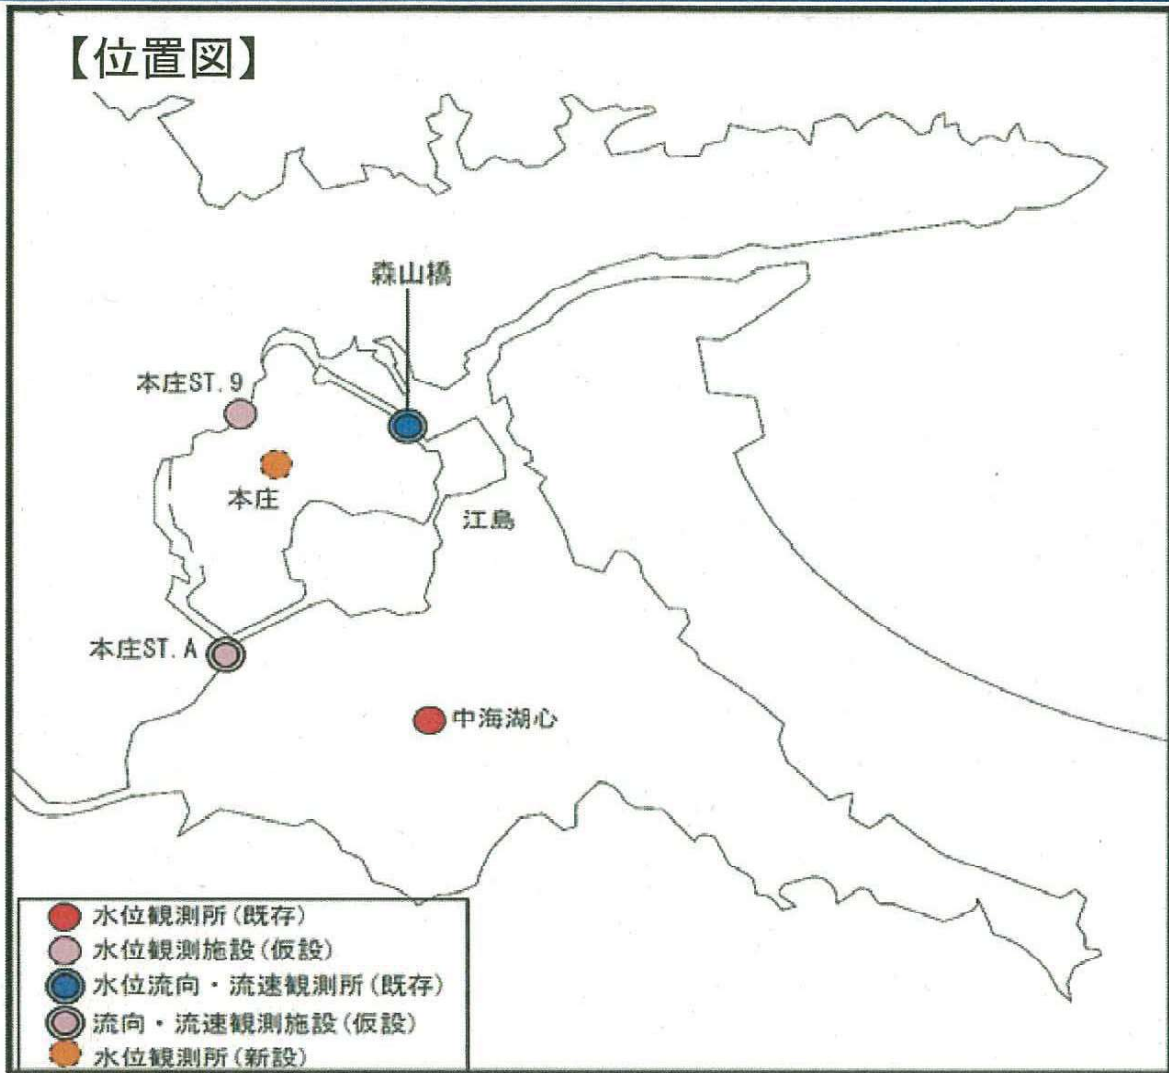 【位置図】
森山橋
本庄ST.9
本庄
江島
本庄ST.A
中海湖心
水位観測所(既存)
水位観測施設(仮設)
水位流向・流速観測所(既存)
流向・流速観測施設(仮設)
水位観測所(新設)